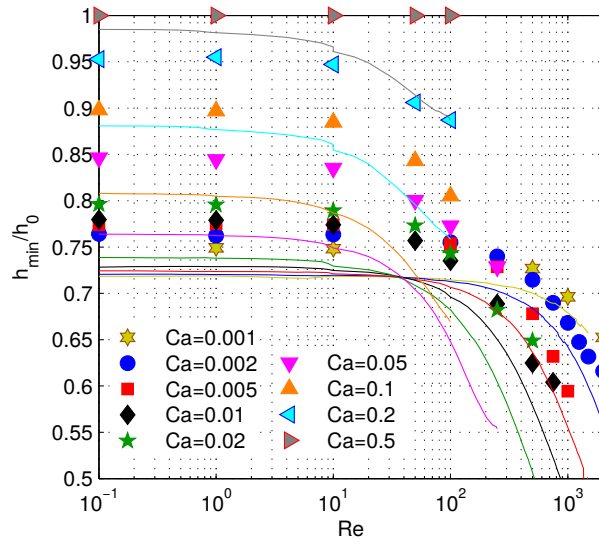 1
0.95
0.9
0.85
0.8
0.75
0.7
0.65
0.6
0.55
0.5
h_min/h_0
Ca=0.001
Ca=0.002
Ca=0.005
Ca=0.01
Ca=0.02
Ca=0.05
Ca=0.1
Ca=0.2
Ca=0.5
10^−1
10^0
10^1
10^2
10^3
Re